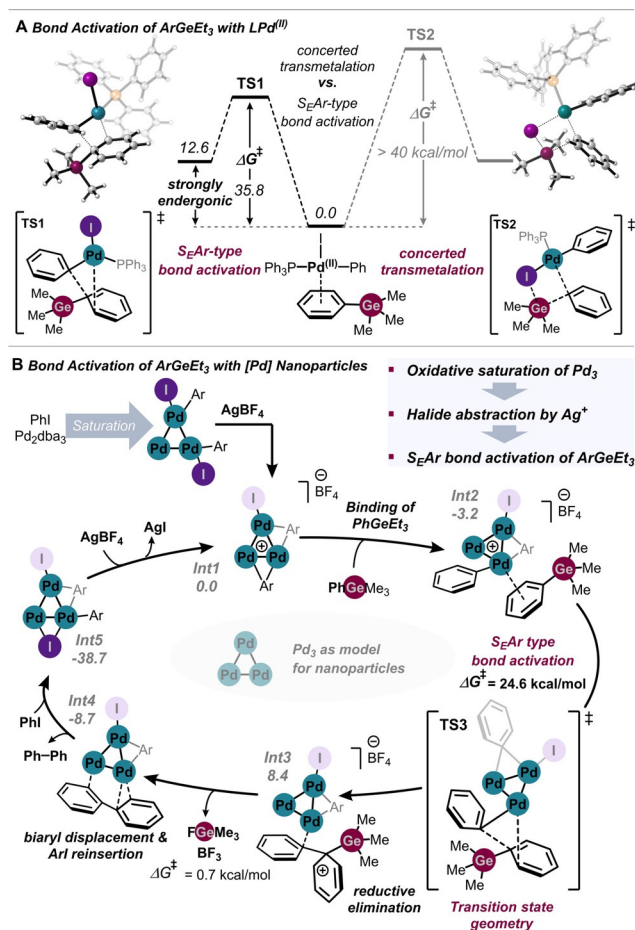 A Bond Activation of ArGeEt3 with LPd(II)
TS1
concerted
transmetalation
vs.
SEAr-type
bond activation
TS2
12.6
ΔG‡
35.8
strongly
endergonic
ΔG‡
> 40 kcal/mol
0.0
SEAr-type
bond activation
Ph3P—Pd(II)—Ph
I
Ge
Me
Me
Me
concerted
transmetalation
TS1
‡
I
Pd
PPh3
Me
Me
Me
Ge
TS2
‡
Ph3P
Pd
I
Ge
Me
Me
Me
B Bond Activation of ArGeEt3 with [Pd] Nanoparticles
▪ Oxidative saturation of Pd3
▪ Halide abstraction by Ag+
▪ SEAr bond activation of ArGeEt3
PhI
Pd2dba3
Saturation
I
Ar
Pd
Pd
Pd
Ar
I
AgBF4
I
Pd
Pd
Pd
⊕
Ar
Ar
⊖
BF4
Int1
0.0
Binding of
PhGeEt3
PhGeMe3
Int2
-3.2
I
Pd
Pd
Pd
⊕
Ar
⊖
BF4
Ge
Me
Me
Me
AgBF4
AgI
I
Pd
Pd
Pd
Ar
Ar
I
Int5
-38.7
Pd
Pd
Pd
Pd3 as model
for nanoparticles
SEAr type
bond activation
ΔG‡ = 24.6 kcal/mol
TS3
‡
I
Pd
Pd
Pd
Me
Me
Me
Ge
Transition state
geometry
Int3
8.4
I
Pd
Pd
Pd
Ar
⊖
BF4
Ge
Me
Me
Me
⊕
reductive
elimination
FGeMe3
BF3
ΔG‡ = 0.7 kcal/mol
Int4
-8.7
I
Pd
Pd
Pd
Ar
PhI
Ph–Ph
biaryl displacement &
ArI reinsertion